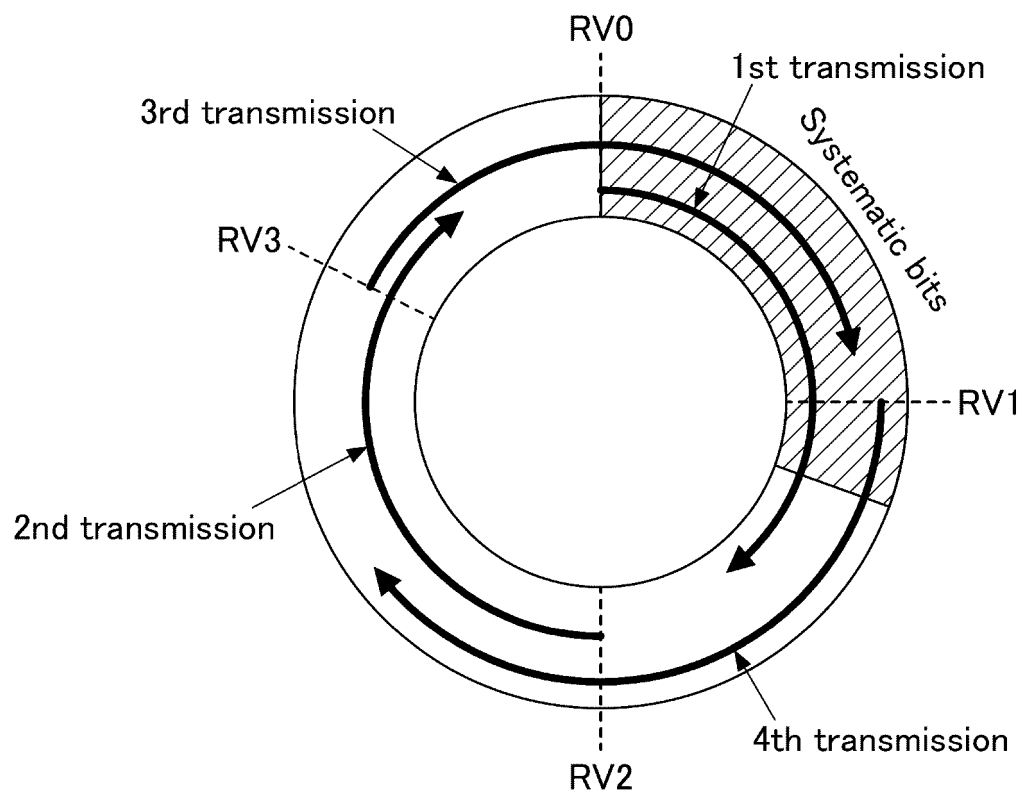 RV0
1st transmission
3rd transmission
Systematic bits
RV3
RV1
2nd transmission
4th transmission
RV2